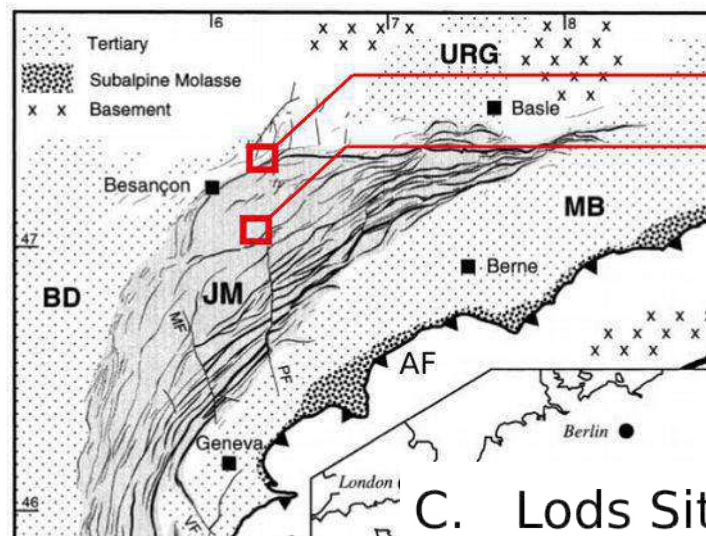 6
7
8
Tertiary
Subalpine Molasse
x x Basement
URG
Basle
Besançon
47
MB
BD
JM
Berne
MF
PF
AF
Geneva
Berlin
London
46
VF
C. Lods Sit